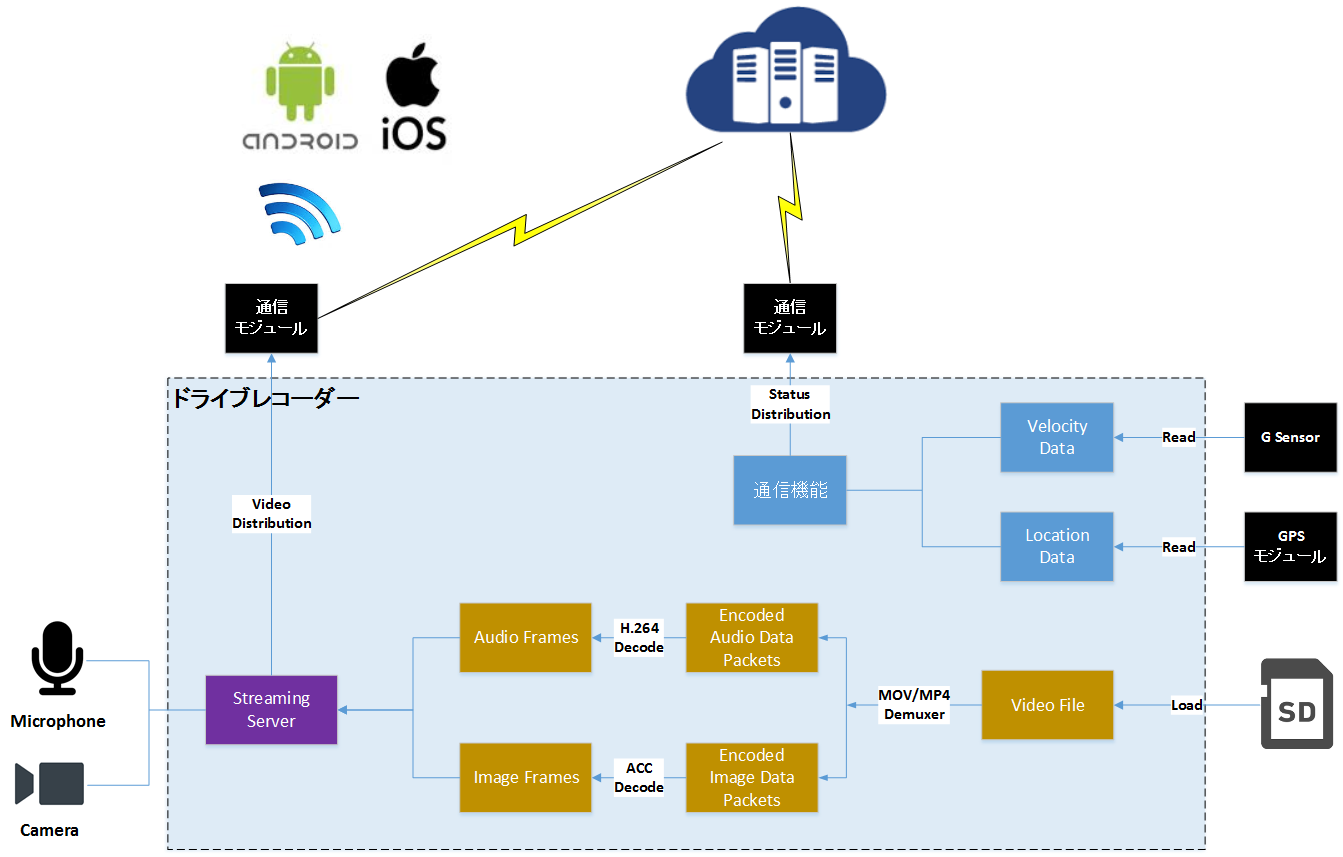 ANDROID
iOS
通信
モジュール
通信
モジュール
ドライブレコーダー
Status
Distribution
Velocity
Data
Read
G Sensor
通信機能
Video
Distribution
Location
Data
Read
GPS
モジュール
Audio Frames
H.264
Decode
Encoded
Audio Data
Packets
Streaming
Server
MOV/MP4
Demuxer
Video File
Load
SD
Microphone
Image Frames
ACC
Decode
Encoded
Image Data
Packets
Camera